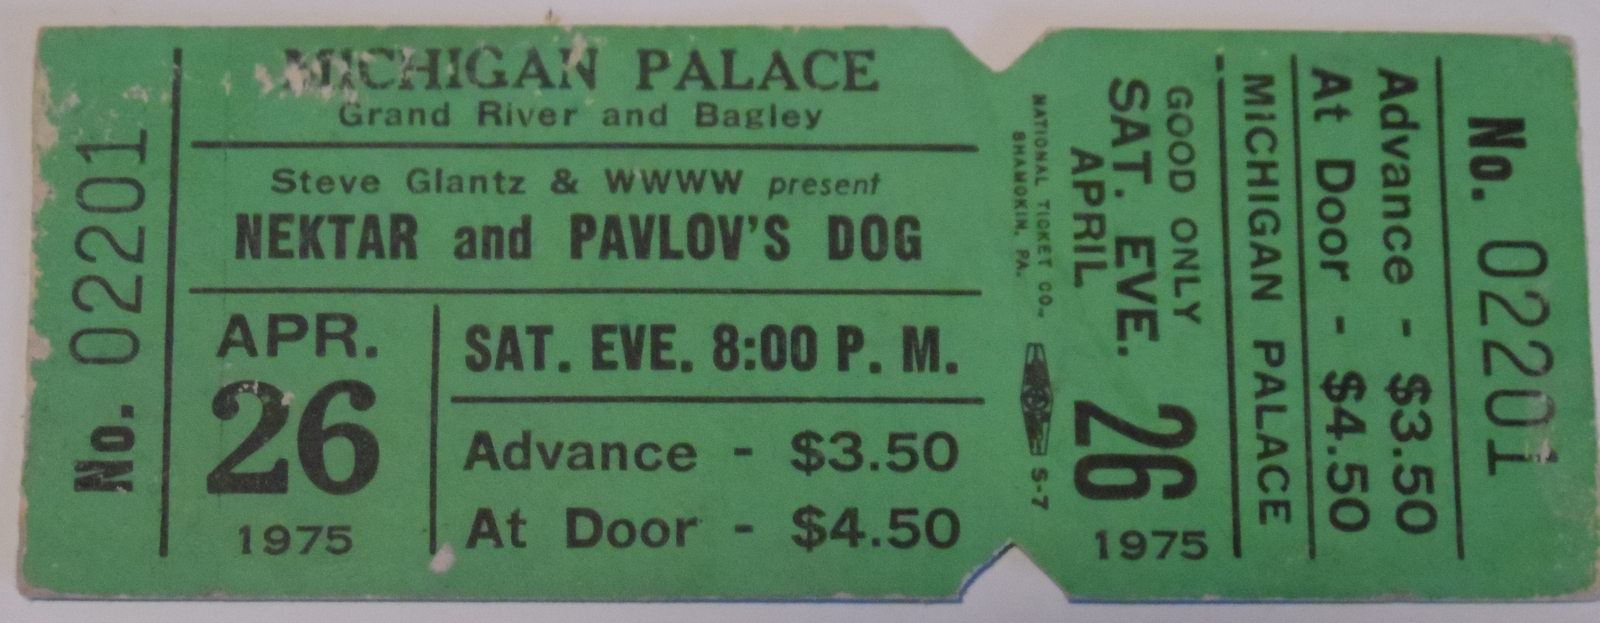 No. 02201
MICHIGAN PALACE
Grand River and Bagley
Steve Glantz & WWWW present
NEKTAR and PAVLOV'S DOG
APR.
26
1975
SAT. EVE. 8:00 P. M.
Advance - $3.50
At Door - $4.50
NATIONAL TICKET CO., S-7
SHAMOKIN, PA.
GOOD ONLY
SAT. EVE.
APRIL 26
1975
MICHIGAN PALACE
At Door - $4.50
Advance - $3.50
No. 02201